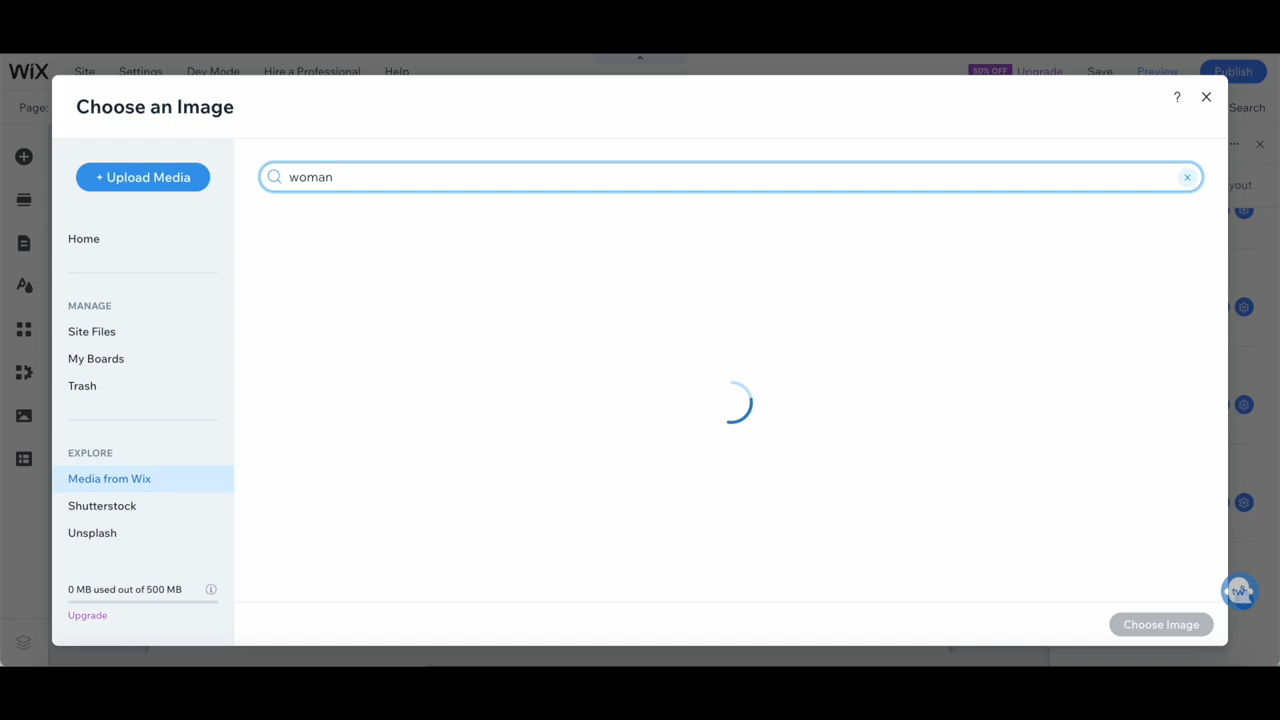 WiX Site Settings Dev Mode Hire a Professional Help 50% OFF Upgrade Save Preview Publish
Page:
Search
Choose an Image
?
+ Upload Media
woman
Home
MANAGE
Site Files
My Boards
Trash
EXPLORE
Media from Wix
Shutterstock
Unsplash
0 MB used out of 500 MB
Upgrade
Choose Image
yout
tw